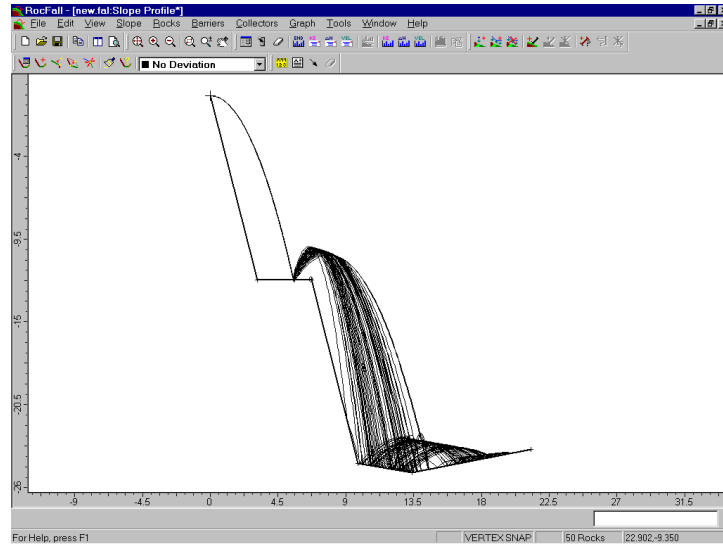 RocFall - [new.fal:Slope Profile*]
File Edit View Slope Rocks Barriers Collectors Graph Tools Window Help
No Deviation
-4
-9.5
-15
-20.5
-26
-9 -4.5 0 4.5 9 13.5 18 22.5 27 31.5
For Help, press F1 VERTEX SNAP 50 Rocks 22.902,-9.350